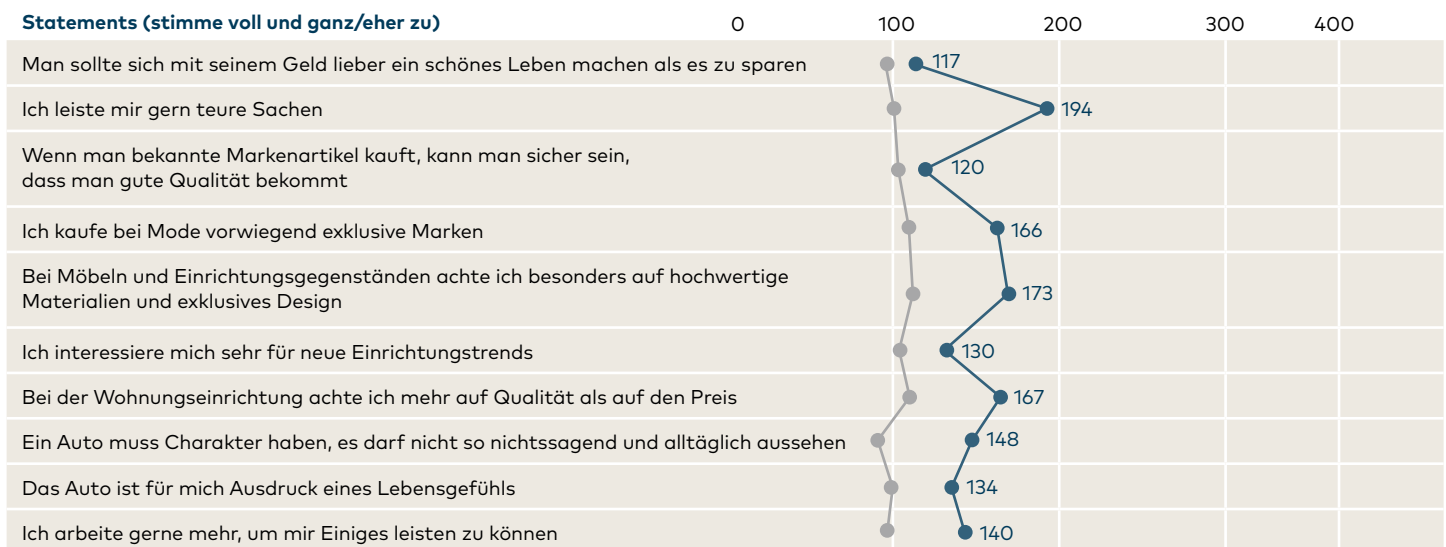 Statements (stimme voll und ganz/eher zu) 0 100 200 300 400
Man sollte sich mit seinem Geld lieber ein schönes Leben machen als es zu sparen 117
Ich leiste mir gern teure Sachen 194
Wenn man bekannte Markenartikel kauft, kann man sicher sein,
dass man gute Qualität bekommt 120
Ich kaufe bei Mode vorwiegend exklusive Marken 166
Bei Möbeln und Einrichtungsgegenständen achte ich besonders auf hochwertige
Materialien und exklusives Design 173
Ich interessiere mich sehr für neue Einrichtungstrends 130
Bei der Wohnungseinrichtung achte ich mehr auf Qualität als auf den Preis 167
Ein Auto muss Charakter haben, es darf nicht so nichtssagend und alltäglich aussehen 148
Das Auto ist für mich Ausdruck eines Lebensgefühls 134
Ich arbeite gerne mehr, um mir Einiges leisten zu können 140